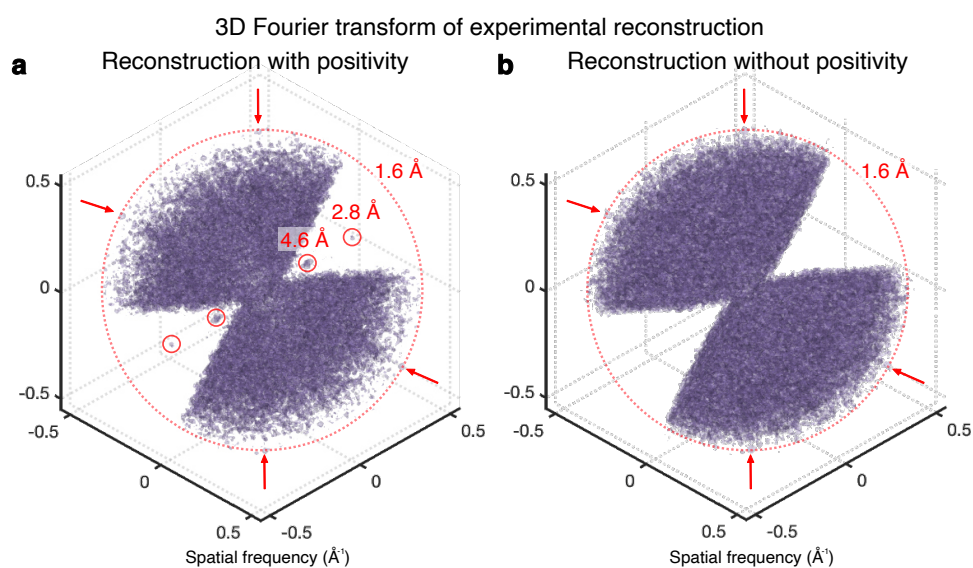 3D Fourier transform of experimental reconstruction
a Reconstruction with positivity
1.6 Å
2.8 Å
4.6 Å
0.5
0
-0.5
-0.5
0
0.5
-0.5
0
0.5
Spatial frequency (Å⁻¹)
b Reconstruction without positivity
1.6 Å
0.5
0
-0.5
-0.5
0
0.5
-0.5
0
0.5
Spatial frequency (Å⁻¹)